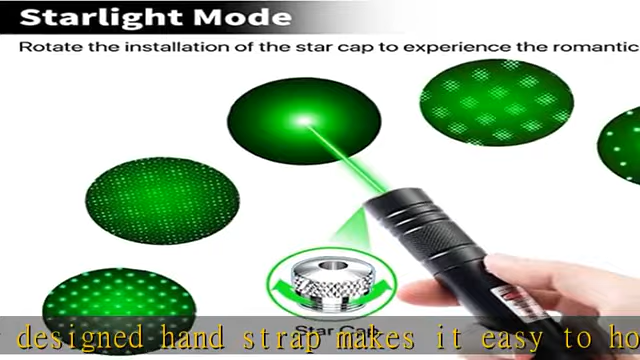 Starlight Mode
Rotate the installation of the star cap to experience the romantic
Star Cap
designed hand strap makes it easy to ho